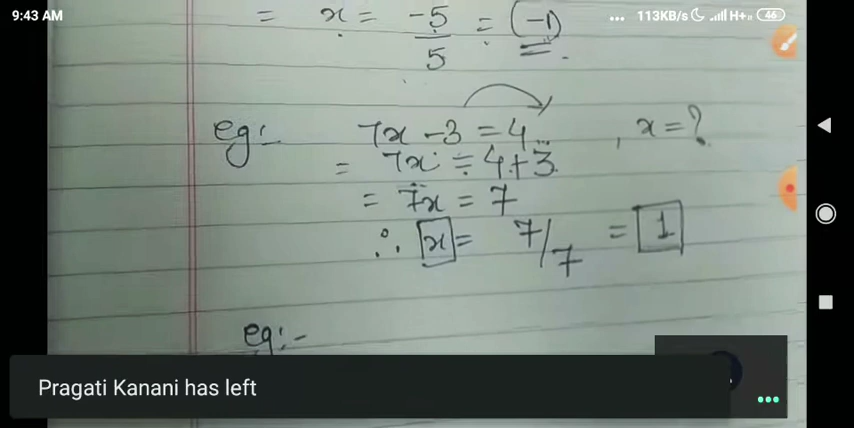 9:43 AM ... 113KB/s H+ 46
= x = -5/5 = (-1)
eg:- 7x - 3 = 4 , x = ?
= 7x = 4 + 3
= 7x = 7
∴ x = 7/7 = 1
eg:-
Pragati Kanani has left